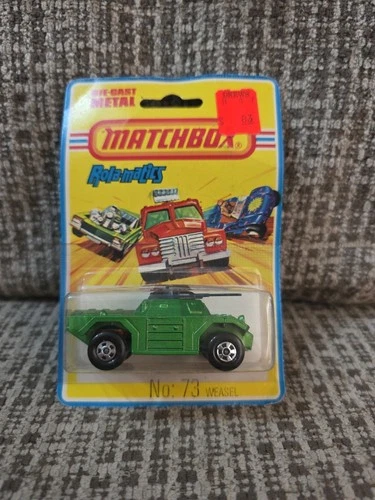 DIE-CAST
METAL
MATCHBOX®
Rola-matics
No: 73 WEASEL